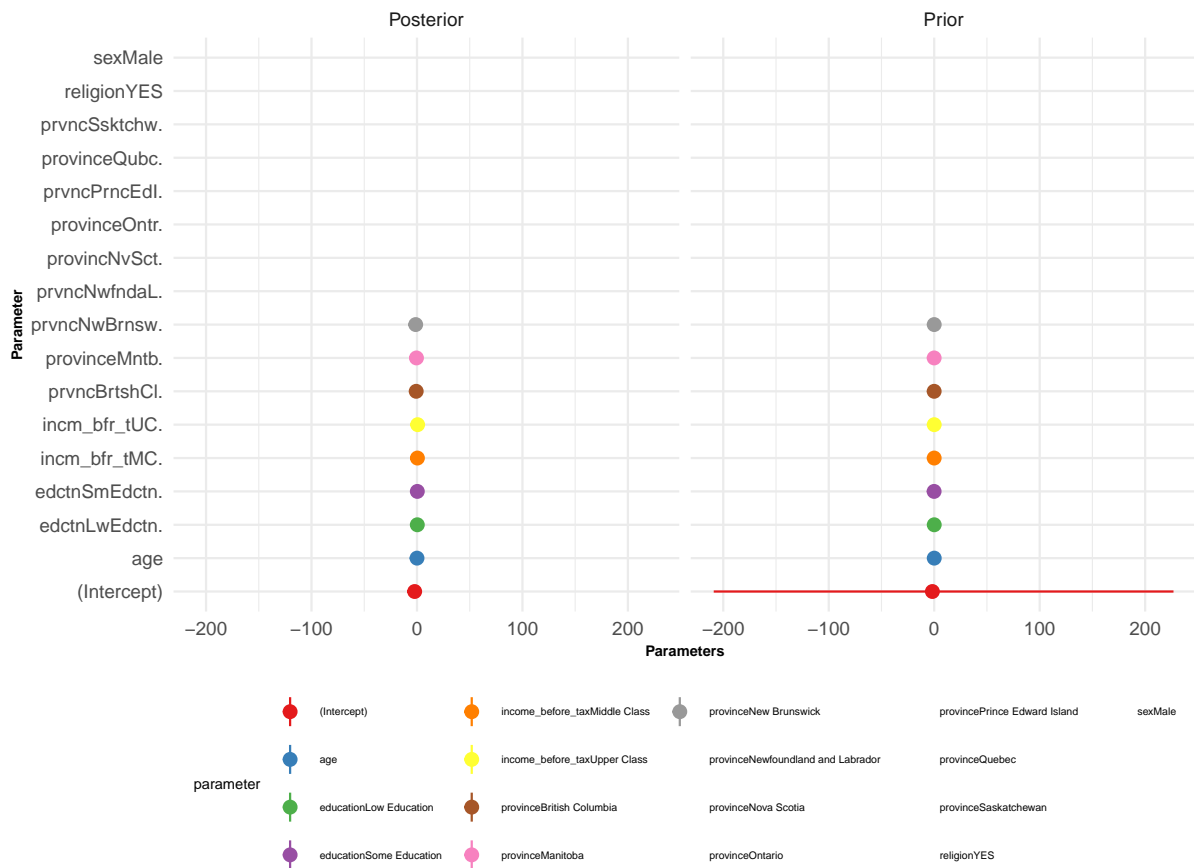 Posterior
Prior
sexMale
religionYES
prvncSsktchw.
provinceQubc.
prvncPrncEdI.
provinceOntr.
provincNvSct.
prvncNwfndaL.
prvncNwBrnsw.
provinceMntb.
prvncBrtshCl.
incm_bfr_tUC.
incm_bfr_tMC.
edctnSmEdctn.
edctnLwEdctn.
age
(Intercept)
Parameter
−200 −100 0 100 200
−200 −100 0 100 200
Parameters
parameter
(Intercept)
age
educationLow Education
educationSome Education
income_before_taxMiddle Class
income_before_taxUpper Class
provinceBritish Columbia
provinceManitoba
provinceNew Brunswick
provinceNewfoundland and Labrador
provinceNova Scotia
provinceOntario
provincePrince Edward Island
provinceQuebec
provinceSaskatchewan
religionYES
sexMale